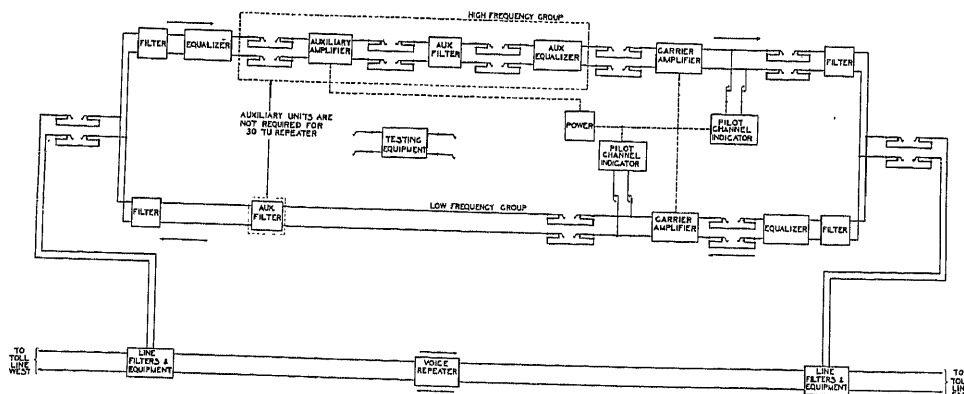 HIGH FREQUENCY GROUP
FILTER
EQUALIZER
AUXILIARY
AMPLIFIER
AUX
FILTER
AUX
EQUALIZER
CARRIER
AMPLIFIER
FILTER
AUXILIARY UNITS ARE
NOT REQUIRED FOR
30 TU REPEATER
TESTING
EQUIPMENT
POWER
PILOT
CHANNEL
INDICATOR
PILOT
CHANNEL
INDICATOR
FILTER
AUX
FILTER
LOW FREQUENCY GROUP
CARRIER
AMPLIFIER
EQUALIZER
FILTER
TO
TOLL
LINE
WEST
LINE
FILTERS &
EQUIPMENT
VOICE
REPEATER
LINE
FILTERS &
EQUIPMENT
TO
TO
LIN